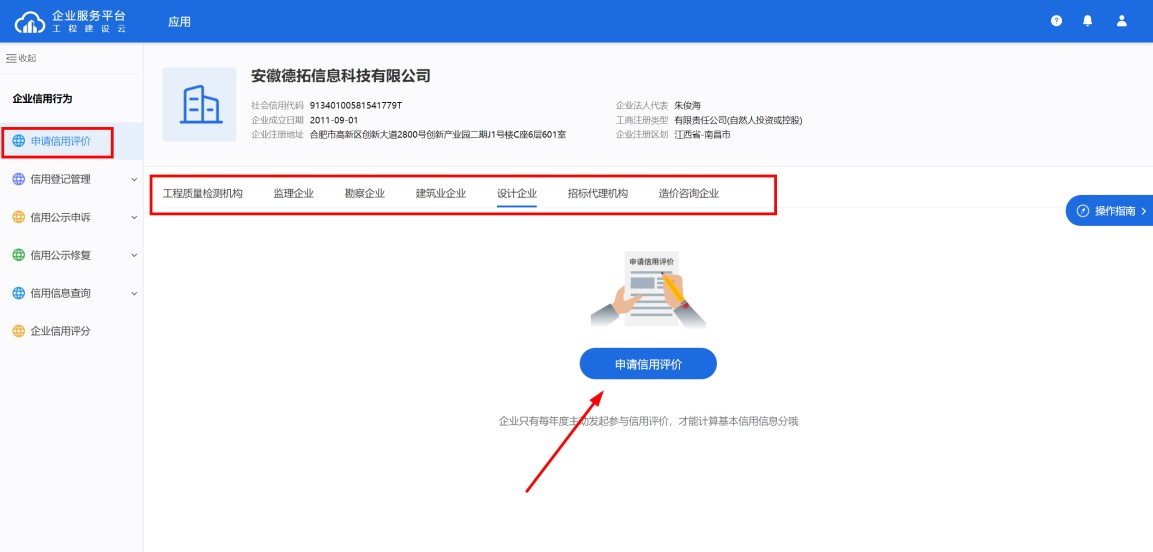 企业服务平台
工程建设云
应用
收起
企业信用行为
申请信用评价
信用登记管理
信用公示申诉
信用公示修复
信用信息查询
企业信用评分
安徽德拓信息科技有限公司
社会信用代码 91340100581541779T
企业法人代表 朱俊海
企业成立日期 2011-09-01
工商注册类型 有限责任公司(自然人投资或控股)
企业注册地址 合肥市高新区创新大道2800号创新产业园二期J1号楼C座6层601室
企业注册区划 江西省-南昌市
工程质量检测机构 监理企业 勘察企业 建筑业企业 设计企业 招标代理机构 造价咨询企业
操作指南
申请信用评价
申请信用评价
企业只有每年度主动发起参与信用评价，才能计算基本信用信息分哦